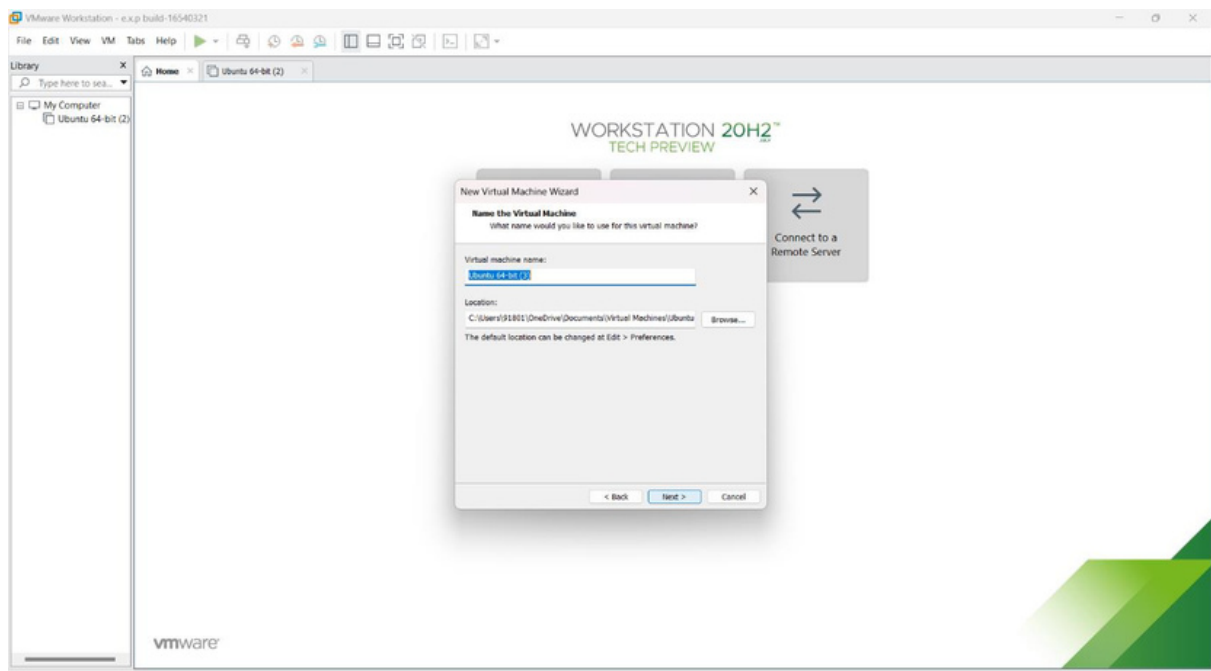 VMware Workstation - e.x.p build-16540321
File Edit View VM Tabs Help
Library X
Type here to sea...
My Computer
Ubuntu 64-bit (2)
Home
Ubuntu 64-bit (2)
WORKSTATION 20H2™
TECH PREVIEW
New Virtual Machine Wizard
Name the Virtual Machine
What name would you like to use for this virtual machine?
Virtual machine name:
Ubuntu 64-bit (3)
Location:
C:\Users\91801\OneDrive\Documents\Virtual Machines\Ubuntu
Browse...
The default location can be changed at Edit > Preferences.
< Back Next > Cancel
Connect to a
Remote Server
vmware